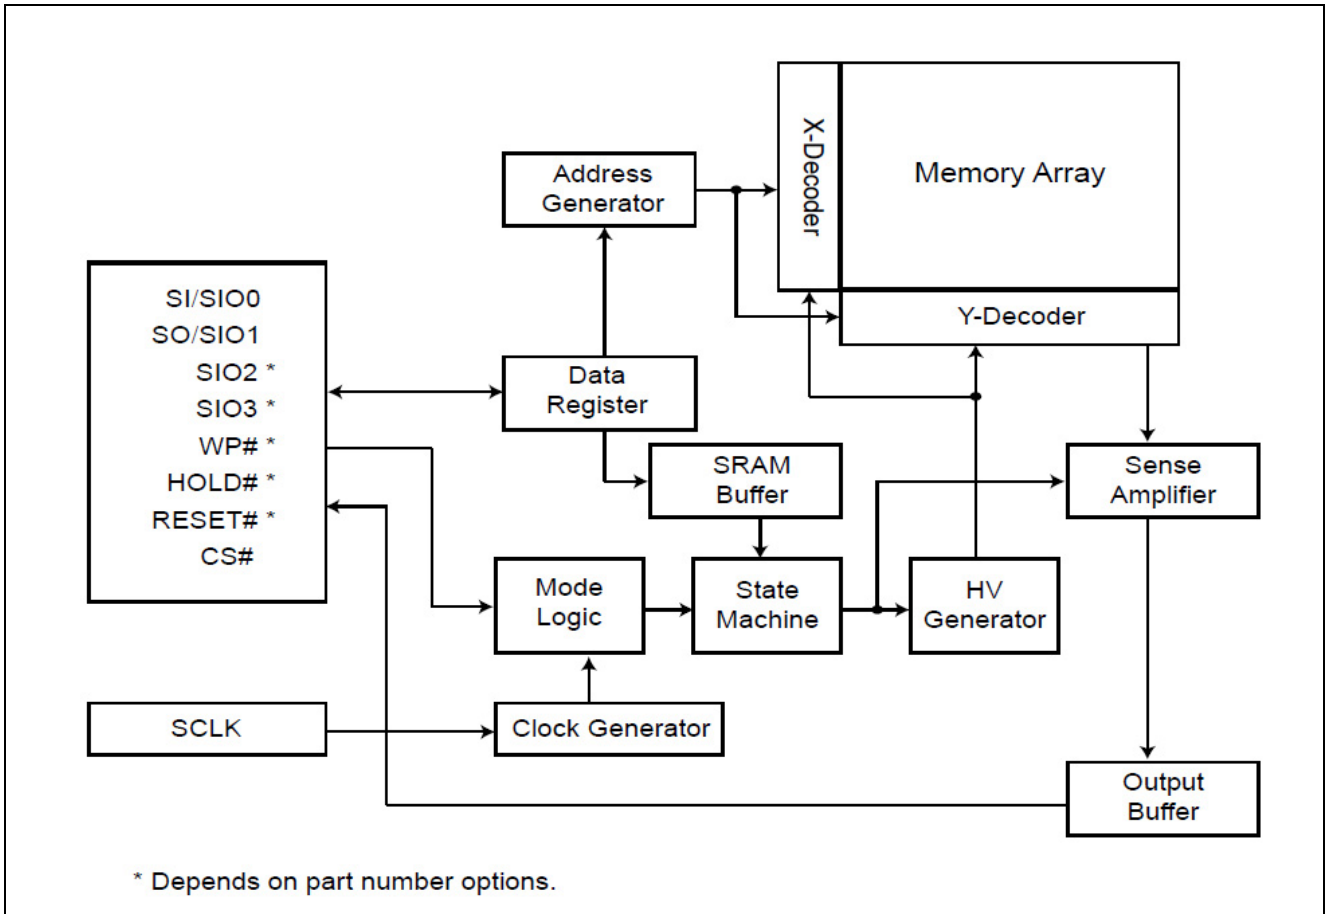 X-Decoder
Memory Array
Address
Generator
SI/SIO0
SO/SIO1
SIO2 *
SIO3 *
WP# *
HOLD# *
RESET# *
CS#
Y-Decoder
Data
Register
SRAM
Buffer
Sense
Amplifier
Mode
Logic
State
Machine
HV
Generator
SCLK
Clock Generator
Output
Buffer
* Depends on part number options.